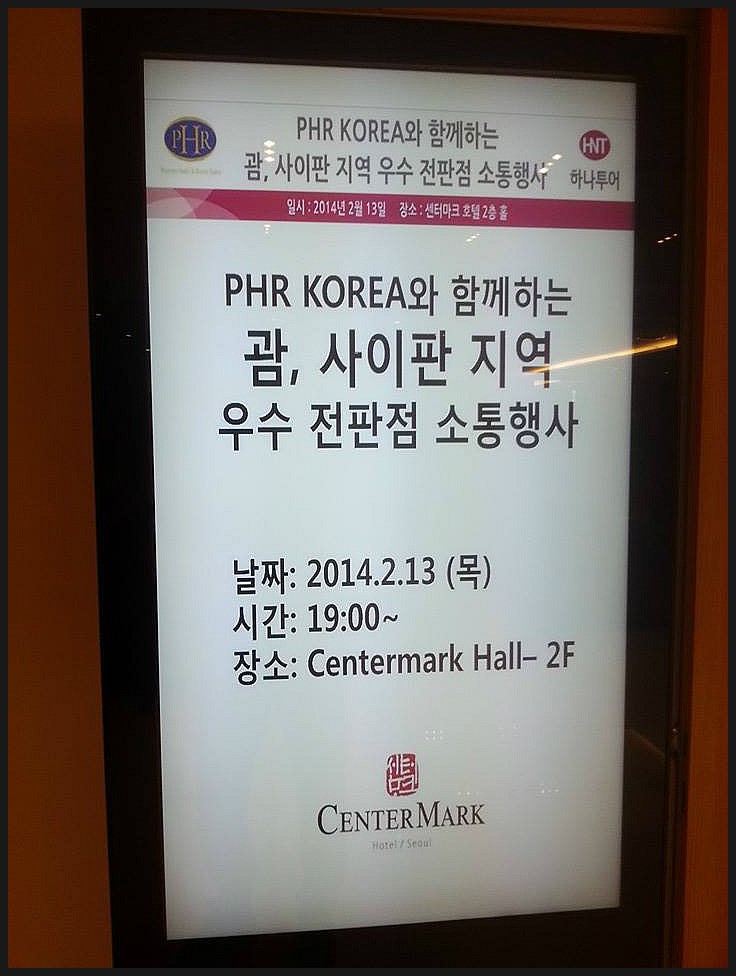 PHR
PHR KOREA와 함께하는
괌, 사이판 지역 우수 전판점 소통행사
HNT
하나투어
일시 : 2014년 2월 13일 장소 : 센터마크 호텔 2층 홀
PHR KOREA와 함께하는
괌, 사이판 지역
우수 전판점 소통행사
날짜: 2014.2.13 (목)
시간: 19:00~
장소: Centermark Hall– 2F
CENTERMARK
Hotel / Seoul